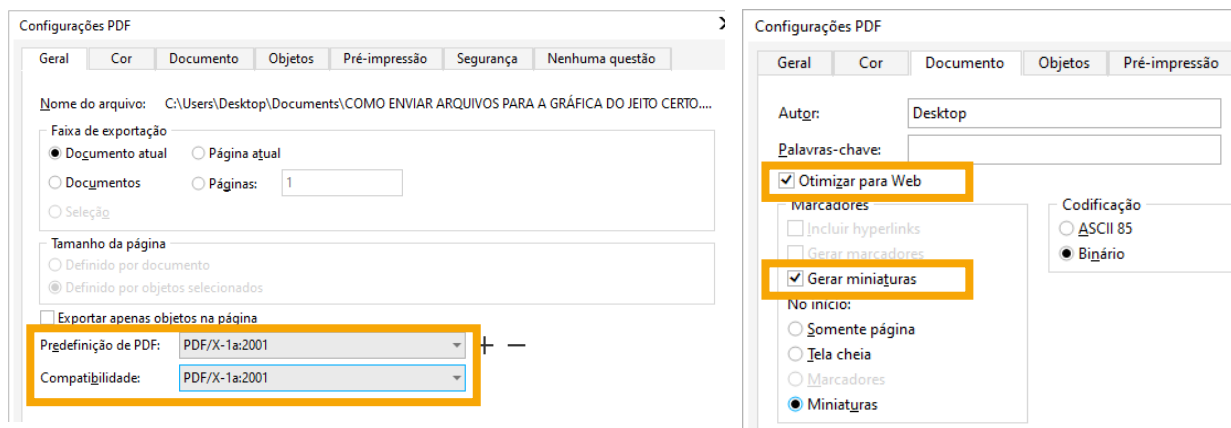 Configurações PDF
Geral Cor Documento Objetos Pré-impressão Segurança Nenhuma questão
Nome do arquivo: C:\Users\Desktop\Documents\COMO ENVIAR ARQUIVOS PARA A GRÁFICA DO JEITO CERTO....
Faixa de exportação
Documento atual Página atual
Documentos Páginas: 1
Seleção
Tamanho da página
Definido por documento
Definido por objetos selecionados
Exportar apenas objetos na página
Predefinição de PDF: PDF/X-1a:2001
Compatibilidade: PDF/X-1a:2001
Configurações PDF
Geral Cor Documento Objetos Pré-impressão
Autor: Desktop
Palavras-chave:
Otimizar para Web
Marcadores
Incluir hyperlinks
Gerar marcadores
Gerar miniaturas
No início:
Somente página
Tela cheia
Marcadores
Miniaturas
Codificação
ASCII 85
Binário